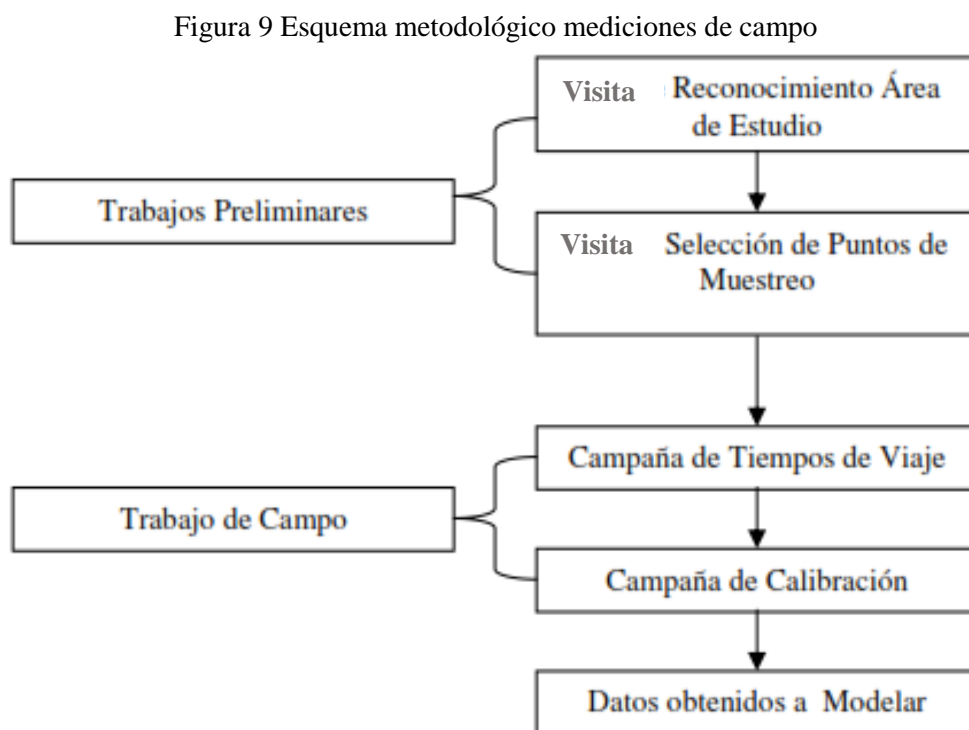 Figura 9 Esquema metodológico mediciones de campo
Visita Reconocimiento Área
de Estudio
Trabajos Preliminares
Visita Selección de Puntos de
Muestreo
Campaña de Tiempos de Viaje
Trabajo de Campo
Campaña de Calibración
Datos obtenidos a Modelar